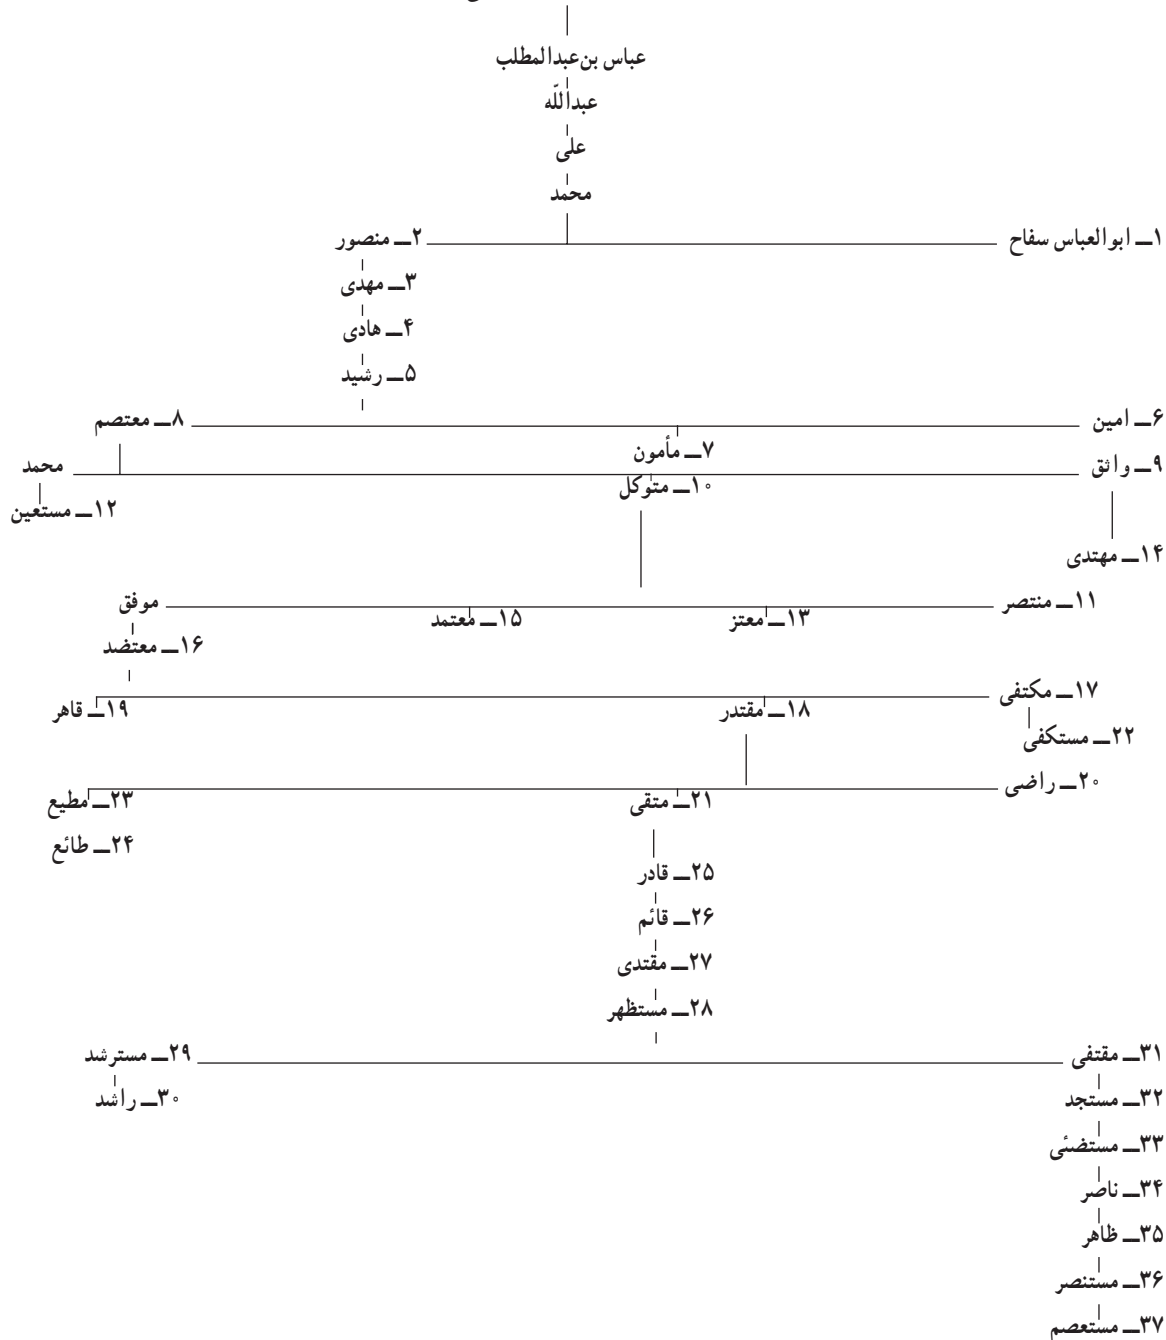 عباس بن عبدالمطلب
عبداللّه
علی
محمد
۱ــ ابوالعباس سفاح
۲ــ منصور
۳ــ مهدی
۴ــ هادی
۵ــ رشید
۶ــ امین
۸ــ معتصم
۷ــ مأمون
۹ــ واثق
محمد
۱۰ــ متوکل
۱۲ــ مستعین
۱۴ــ مهتدی
۱۱ــ منتصر
موفق
۱۳ــ معتز
۱۵ــ معتمد
۱۶ــ معتضد
۱۷ــ مکتفی
۱۸ــ مقتدر
۱۹ــ قاهر
۲۲ــ مستکفی
۲۰ــ راضی
۲۱ــ متقی
۲۳ــ مطیع
۲۴ــ طائع
۲۵ــ قادر
۲۶ــ قائم
۲۷ــ مقتدی
۲۸ــ مستظهر
۳۱ــ مقتفی
۲۹ــ مسترشد
۳۲ــ مستجد
۳۰ــ راشد
۳۳ــ مستضئی
۳۴ــ ناصر
۳۵ــ ظاهر
۳۶ــ مستنصر
۳۷ــ مستعصم